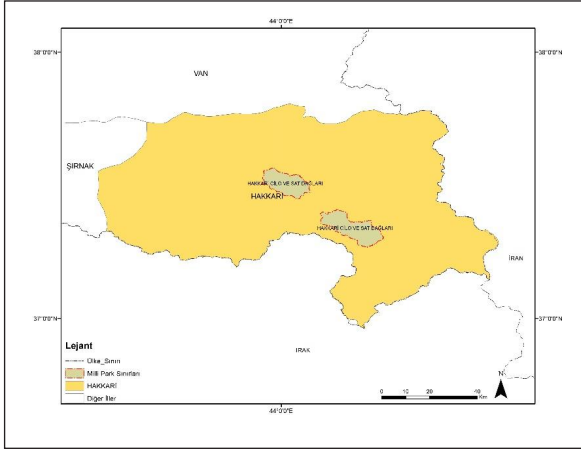 44°0'0"E
38°0'0"N
38°0'0"N
VAN
ŞIRNAK
HAKKARİ CİLO VE SAT DAĞLARI
HAKKARİ
HAKKARİ CİLO VE SAT DAĞLARI
İRAN
37°0'0"N
37°0'0"N
IRAK
Lejant
Ülke_Sınırı
Milli Park Sınırları
HAKKARİ
Diğer İller
N
0 10 20 40
Km
44°0'0"E